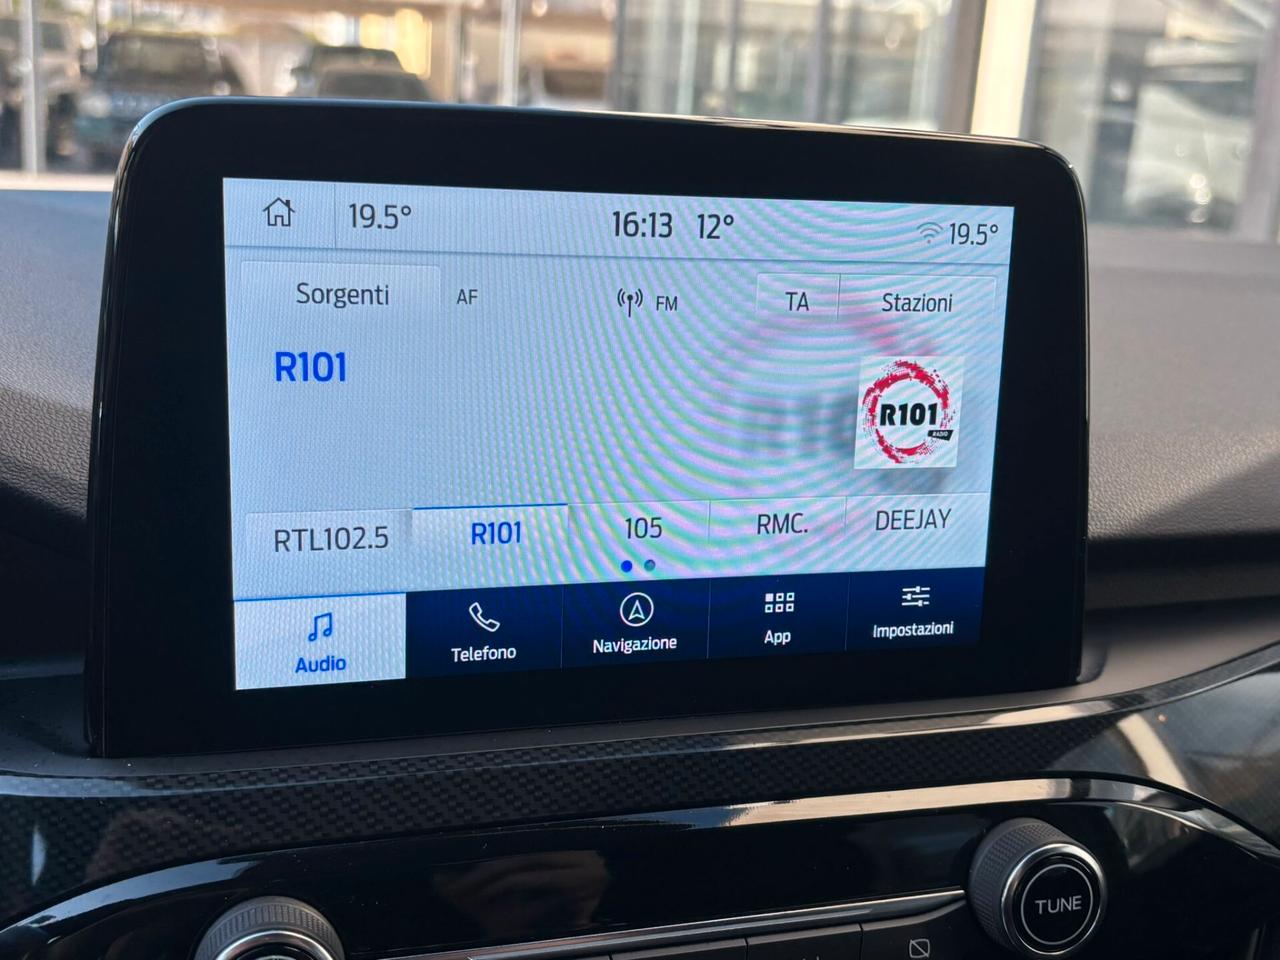 19.5° 16:13 12° 19.5°
Sorgenti AF FM TA Stazioni
R101
R101
RADIO
RTL102.5 R101 105 RMC. DEEJAY
Audio Telefono Navigazione App Impostazioni
TUNE